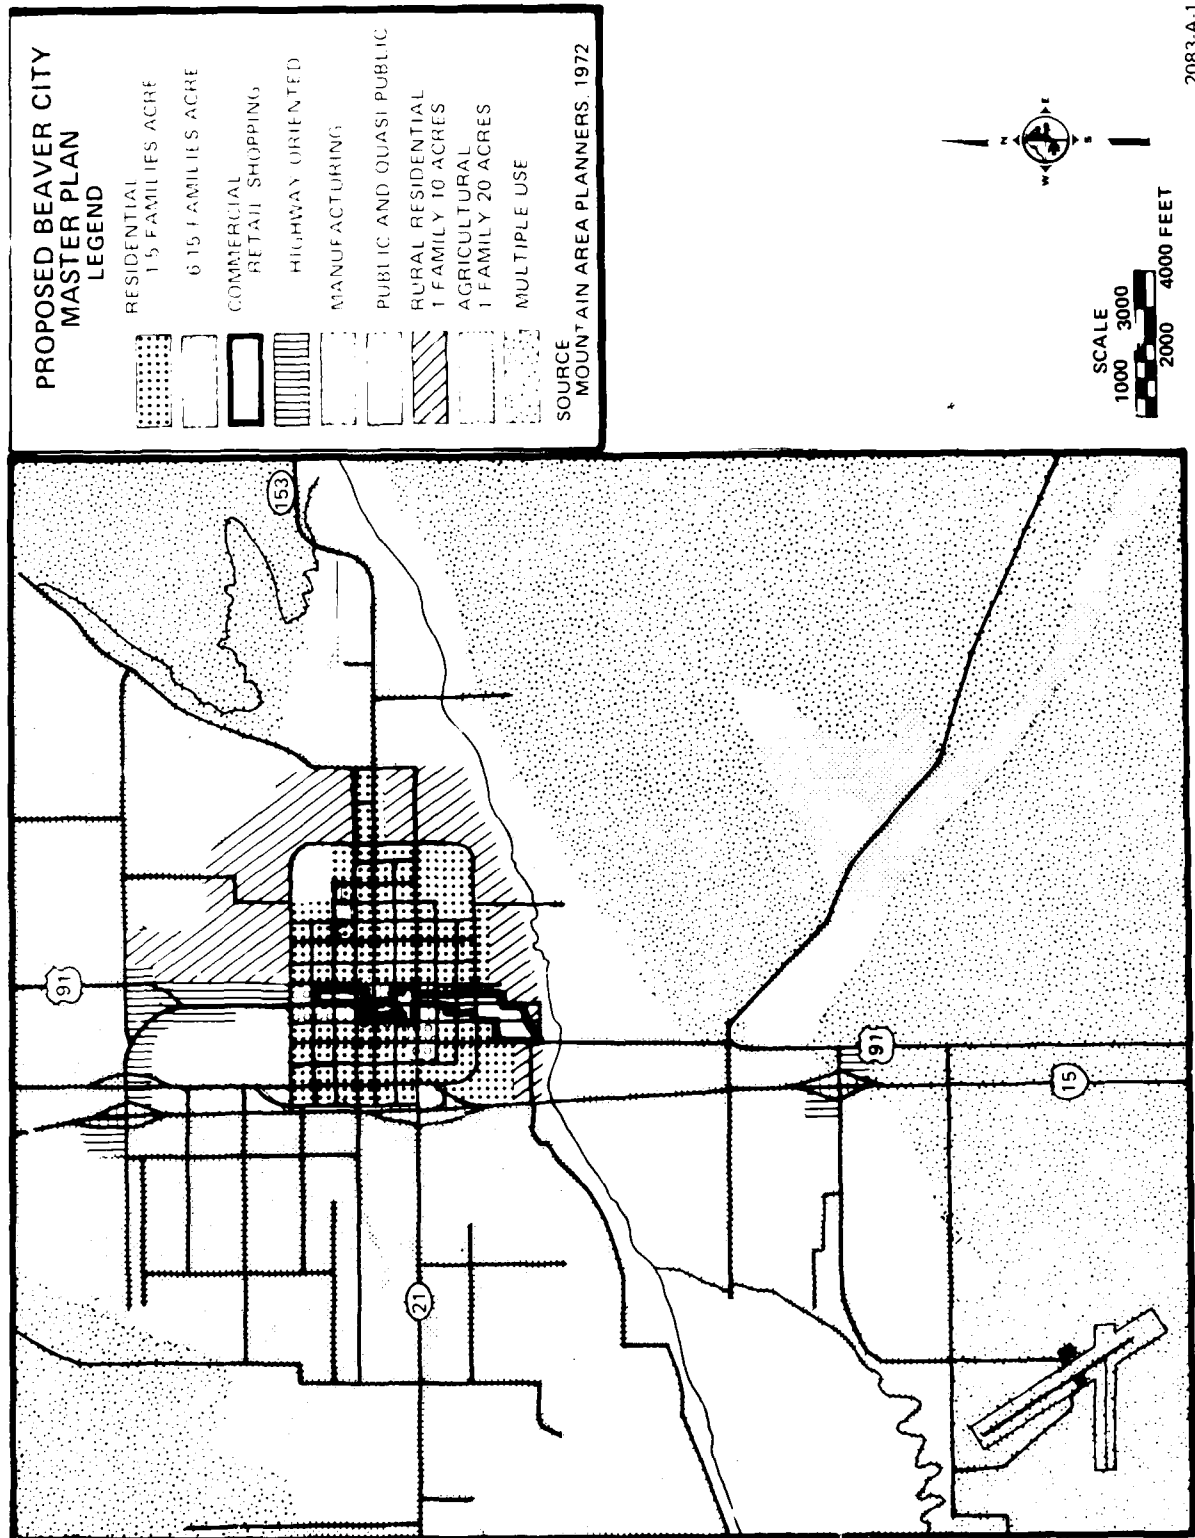 PROPOSED BEAVER CITY
MASTER PLAN
LEGEND
RESIDENTIAL
1 5 FAMILIES ACRE
6 15 FAMILIES ACRE
COMMERCIAL
RETAIL SHOPPING
HIGHWAY ORIENTED
MANUFACTURING
PUBLIC AND QUASI PUBLIC
RURAL RESIDENTIAL
1 FAMILY 10 ACRES
AGRICULTURAL
1 FAMILY 20 ACRES
MULTIPLE USE
SOURCE
MOUNTAIN AREA PLANNERS, 1972
153
91
21
91
15
N
W E
S
SCALE
1000 3000
2000 4000 FEET
2083-A-1